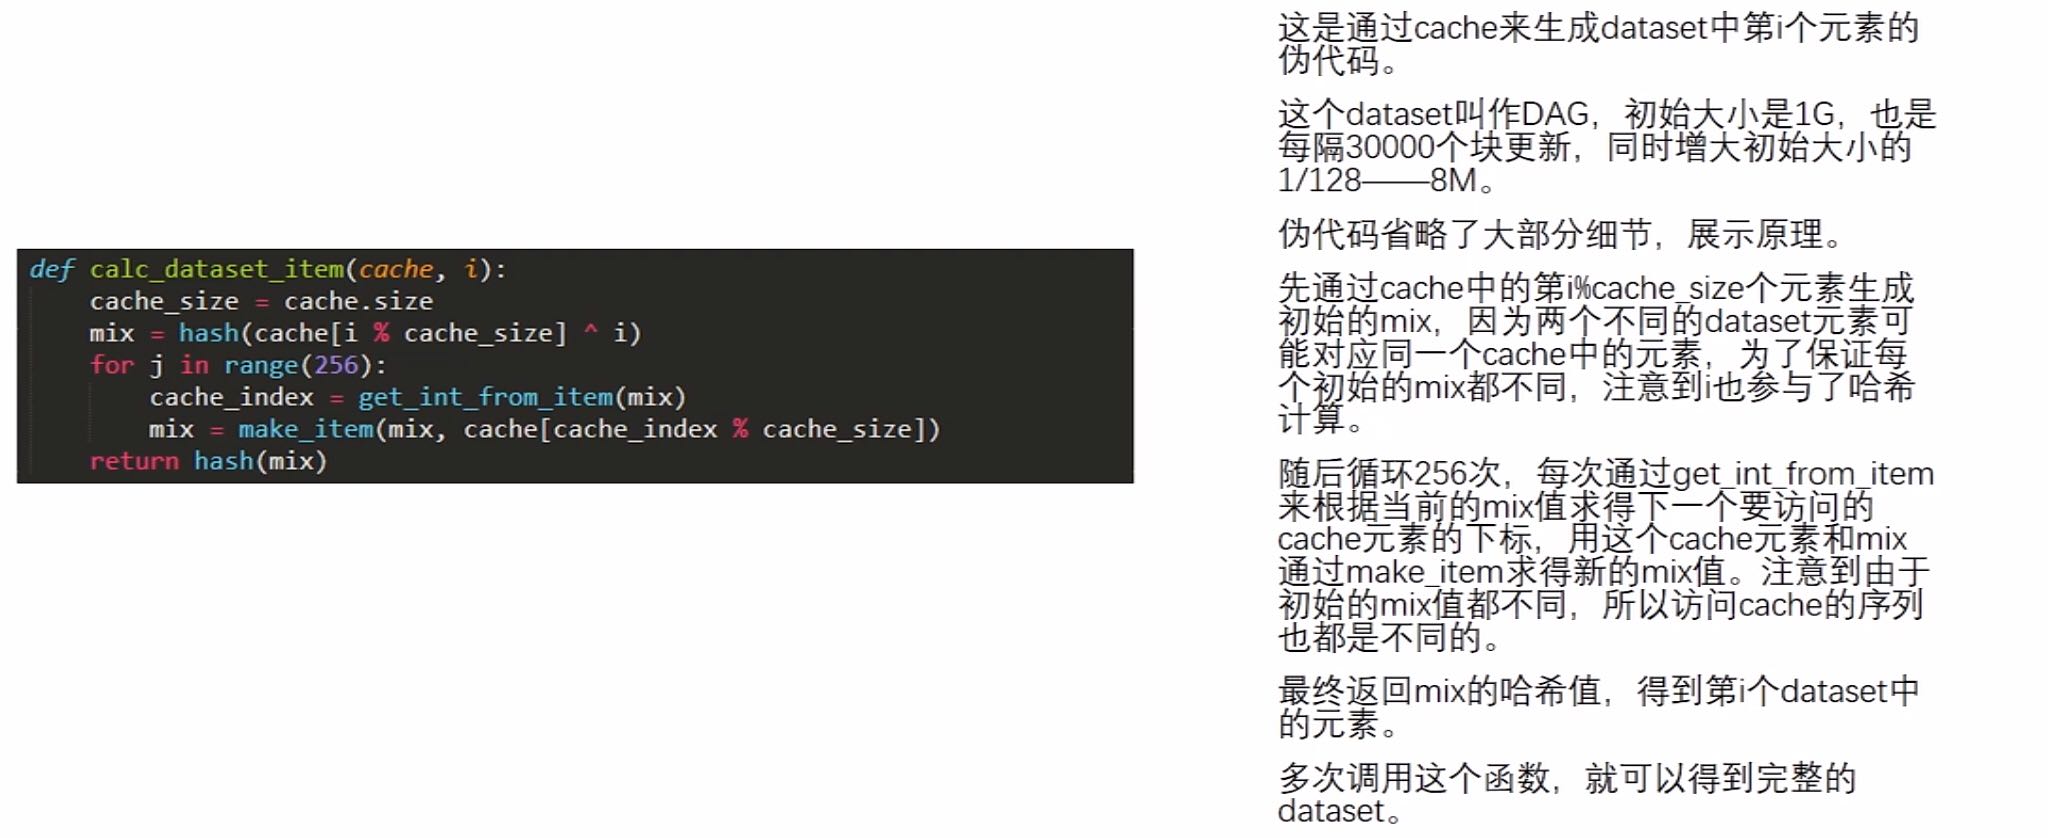 def calc_dataset_item(cache, i):
cache_size = cache.size
mix = hash(cache[i % cache_size] ^ i)
for j in range(256):
cache_index = get_int_from_item(mix)
mix = make_item(mix, cache[cache_index % cache_size])
return hash(mix)
这是通过cache来生成dataset中第i个元素的
伪代码。
这个dataset叫作DAG，初始大小是1G，也是
每隔30000个块更新，同时增大初始大小的
1/128——8M。
伪代码省略了大部分细节，展示原理。
先通过cache中的第i%cache_size个元素生成
初始的mix，因为两个不同的dataset元素可
能对应同一个cache中的元素，为了保证每
个初始的mix都不同，注意到i也参与了哈希
计算。
随后循环256次，每次通过get_int_from_item
来根据当前的mix值求得下一个要访问的
cache元素的下标，用这个cache元素和mix
通过make_item求得新的mix值。注意到由于
初始的mix值都不同，所以访问cache的序列
也都是不同的。
最终返回mix的哈希值，得到第i个dataset中
的元素。
多次调用这个函数，就可以得到完整的
dataset。